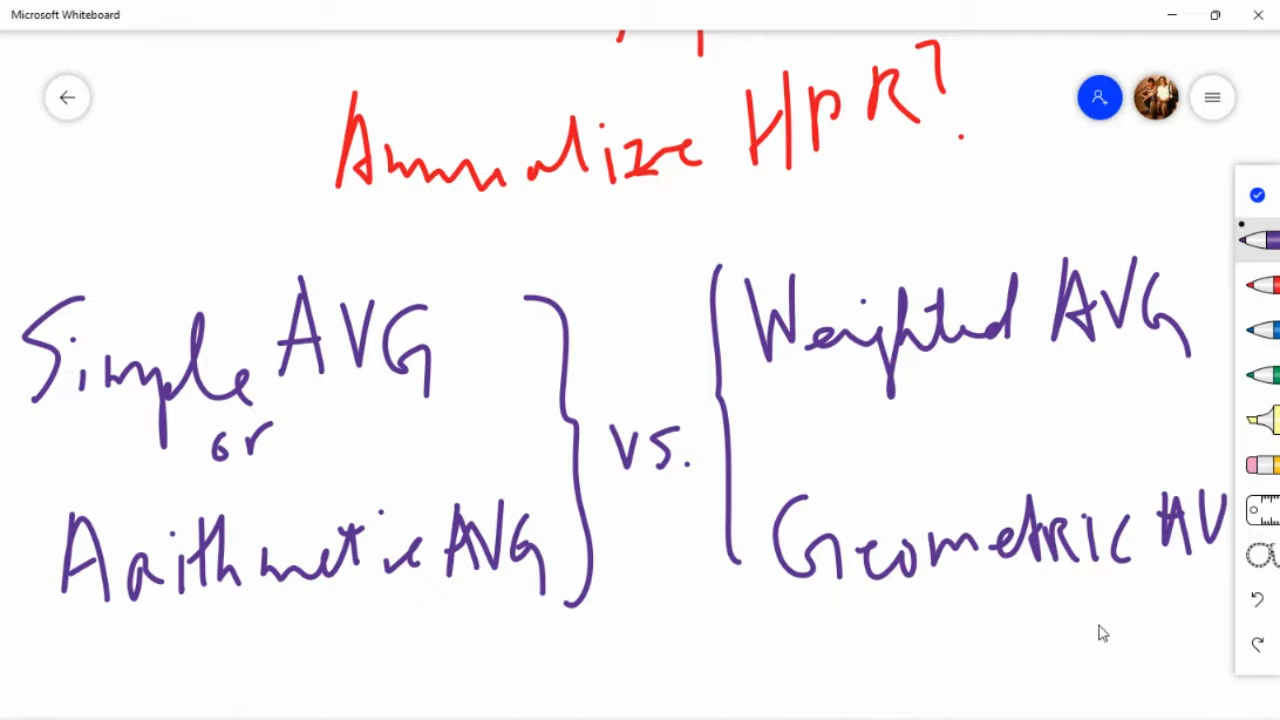 Microsoft Whiteboard
Annualize HPR?
Simple AVG
or
Arithmetic AVG
vs.
Weighted AVG
Geometric AV